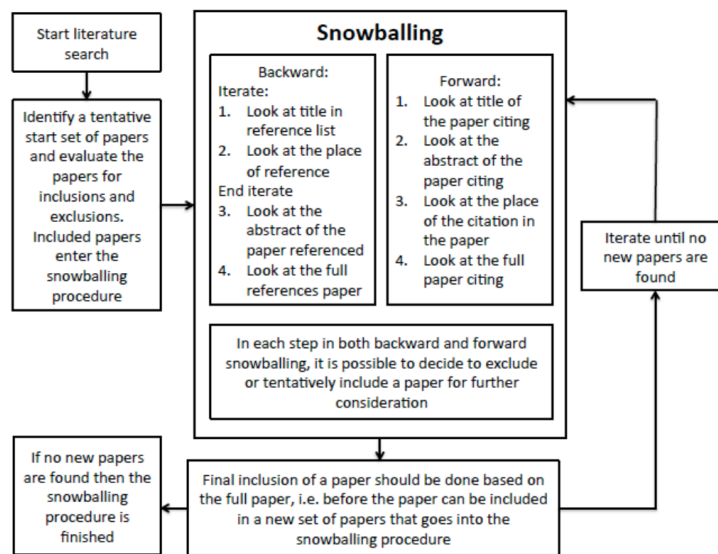 Start literature
search
Identify a tentative
start set of papers
and evaluate the
papers for
inclusions and
exclusions.
Included papers
enter the
snowballing
procedure
Snowballing
Backward:
Iterate:
1. Look at title in
reference list
2. Look at the place
of reference
End iterate
3. Look at the
abstract of the
paper referenced
4. Look at the full
references paper
Forward:
1. Look at title of
the paper citing
2. Look at the
abstract of the
paper citing
3. Look at the place
of the citation in
the paper
4. Look at the full
paper citing
In each step in both backward and forward
snowballing, it is possible to decide to exclude
or tentatively include a paper for further
consideration
Iterate until no
new papers are
found
If no new papers
are found then the
snowballing
procedure is
finished
Final inclusion of a paper should be done based on
the full paper, i.e. before the paper can be included
in a new set of papers that goes into the
snowballing procedure